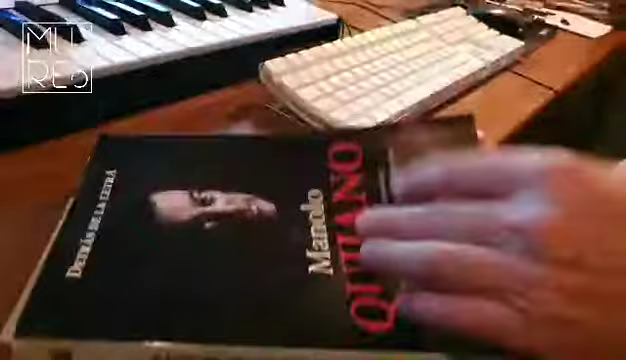 MU
RES
Manolo
QUIJANO
DETRÁS DE LA LETRA